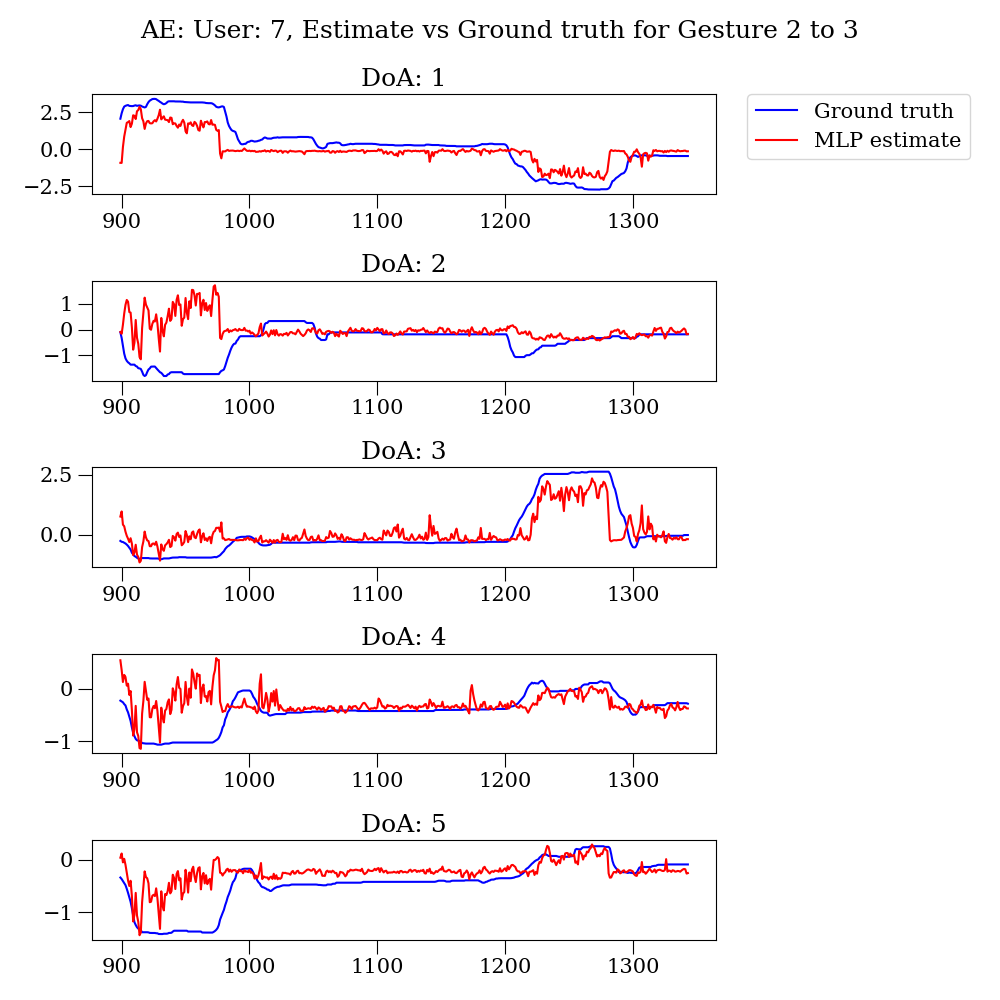 AE: User: 7, Estimate vs Ground truth for Gesture 2 to 3
DoA: 1
2.5
0.0
−2.5
900 1000 1100 1200 1300
Ground truth
MLP estimate
DoA: 2
1
0
−1
900 1000 1100 1200 1300
DoA: 3
2.5
0.0
900 1000 1100 1200 1300
DoA: 4
0
−1
900 1000 1100 1200 1300
DoA: 5
0
−1
900 1000 1100 1200 1300